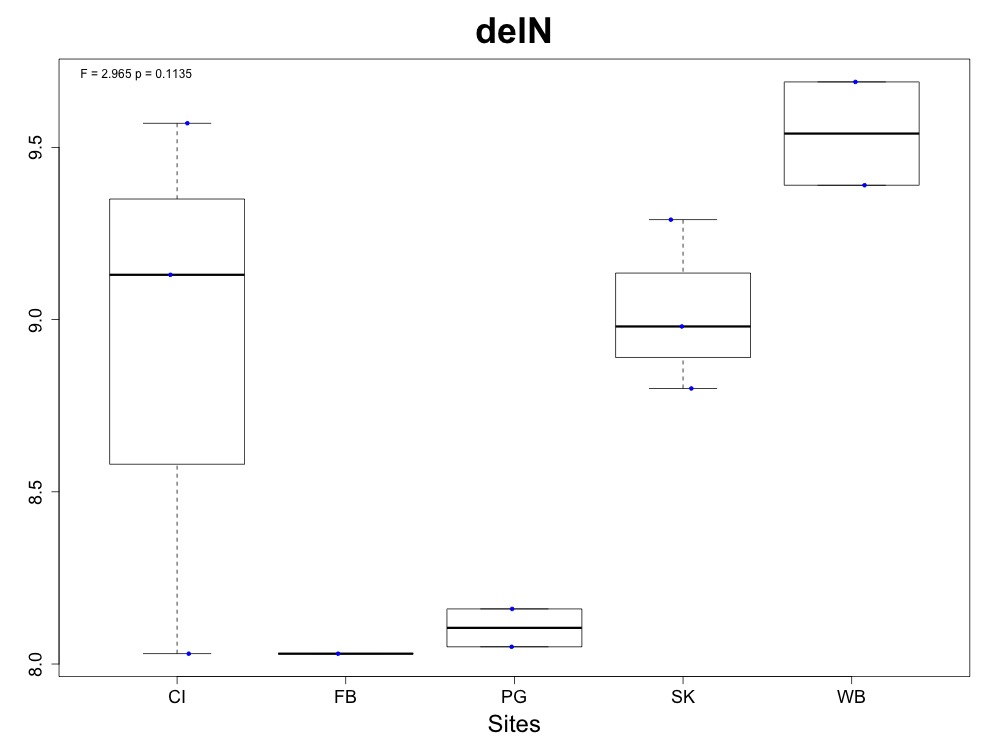 delN
F = 2.965 p = 0.1135
9.5
9.0
8.5
8.0
CI FB PG SK WB
Sites